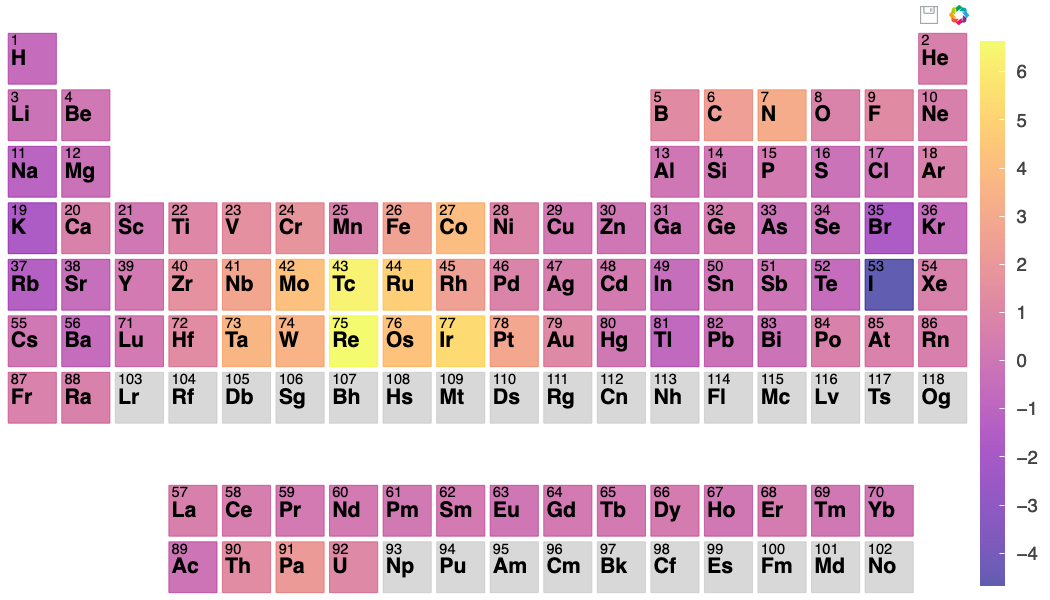 1 2
H He
3 4 5 6 7 8 9 10
Li Be B C N O F Ne
11 12 13 14 15 16 17 18
Na Mg Al Si P S Cl Ar
19 20 21 22 23 24 25 26 27 28 29 30 31 32 33 34 35 36
K Ca Sc Ti V Cr Mn Fe Co Ni Cu Zn Ga Ge As Se Br Kr
37 38 39 40 41 42 43 44 45 46 47 48 49 50 51 52 53 54
Rb Sr Y Zr Nb Mo Tc Ru Rh Pd Ag Cd In Sn Sb Te I Xe
55 56 71 72 73 74 75 76 77 78 79 80 81 82 83 84 85 86
Cs Ba Lu Hf Ta W Re Os Ir Pt Au Hg Tl Pb Bi Po At Rn
87 88 103 104 105 106 107 108 109 110 111 112 113 114 115 116 117 118
Fr Ra Lr Rf Db Sg Bh Hs Mt Ds Rg Cn Nh Fl Mc Lv Ts Og
57 58 59 60 61 62 63 64 65 66 67 68 69 70
La Ce Pr Nd Pm Sm Eu Gd Tb Dy Ho Er Tm Yb
89 90 91 92 93 94 95 96 97 98 99 100 101 102
Ac Th Pa U Np Pu Am Cm Bk Cf Es Fm Md No
6
5
4
3
2
1
0
−1
−2
−3
−4